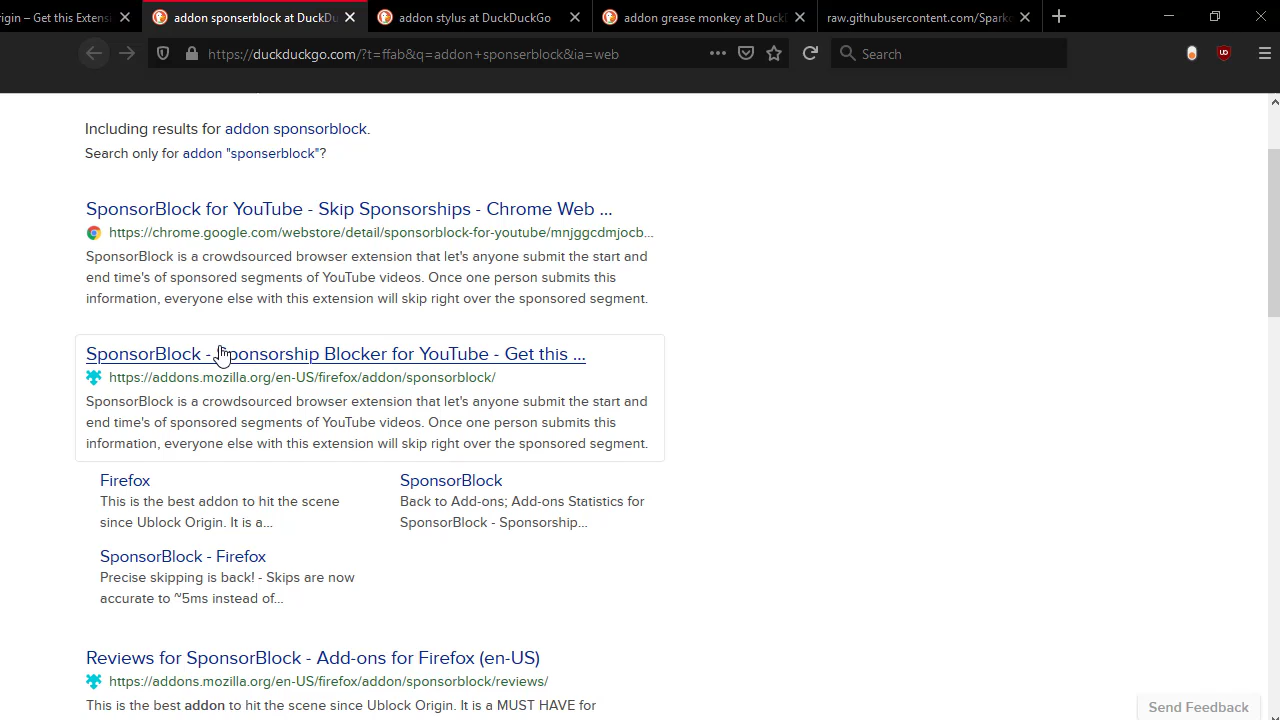 rigin – Get this Extensi
addon sponserblock at DuckDu
addon stylus at DuckDuckGo
addon grease monkey at Duck
raw.githubusercontent.com/Spark
https://duckduckgo.com/?t=ffab&q=addon+sponserblock&ia=web
Search
Including results for addon sponsorblock.
Search only for addon "sponserblock"?
SponsorBlock for YouTube - Skip Sponsorships - Chrome Web ...
https://chrome.google.com/webstore/detail/sponsorblock-for-youtube/mnjggcdmjocb...
SponsorBlock is a crowdsourced browser extension that let's anyone submit the start and
end time's of sponsored segments of YouTube videos. Once one person submits this
information, everyone else with this extension will skip right over the sponsored segment.
SponsorBlock - Sponsorship Blocker for YouTube - Get this ...
https://addons.mozilla.org/en-US/firefox/addon/sponsorblock/
SponsorBlock is a crowdsourced browser extension that let's anyone submit the start and
end time's of sponsored segments of YouTube videos. Once one person submits this
information, everyone else with this extension will skip right over the sponsored segment.
Firefox
This is the best addon to hit the scene
since Ublock Origin. It is a...
SponsorBlock
Back to Add-ons; Add-ons Statistics for
SponsorBlock - Sponsorship...
SponsorBlock - Firefox
Precise skipping is back! - Skips are now
accurate to ~5ms instead of...
Reviews for SponsorBlock - Add-ons for Firefox (en-US)
https://addons.mozilla.org/en-US/firefox/addon/sponsorblock/reviews/
This is the best addon to hit the scene since Ublock Origin. It is a MUST HAVE for
Send Feedback